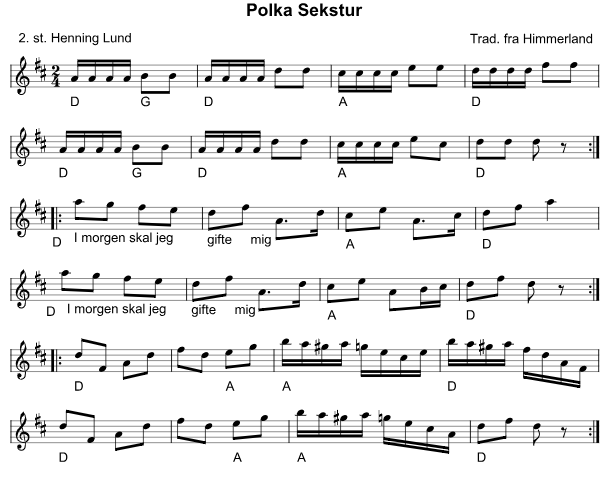 Polka Sekstur
2. st. Henning Lund Trad. fra Himmerland
2 4
D G D A D
D G D A D
D I morgen skal jeg gifte mig A D
D I morgen skal jeg gifte mig A D
D A A D
D A A D